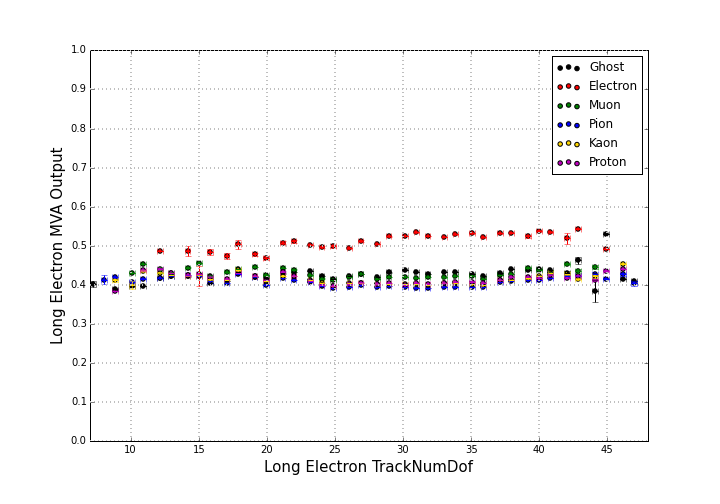 1.0
0.9
0.8
0.7
0.6
0.5
0.4
0.3
0.2
0.1
0.0
Long Electron MVA Output
10 15 20 25 30 35 40 45
Long Electron TrackNumDof
Ghost
Electron
Muon
Pion
Kaon
Proton